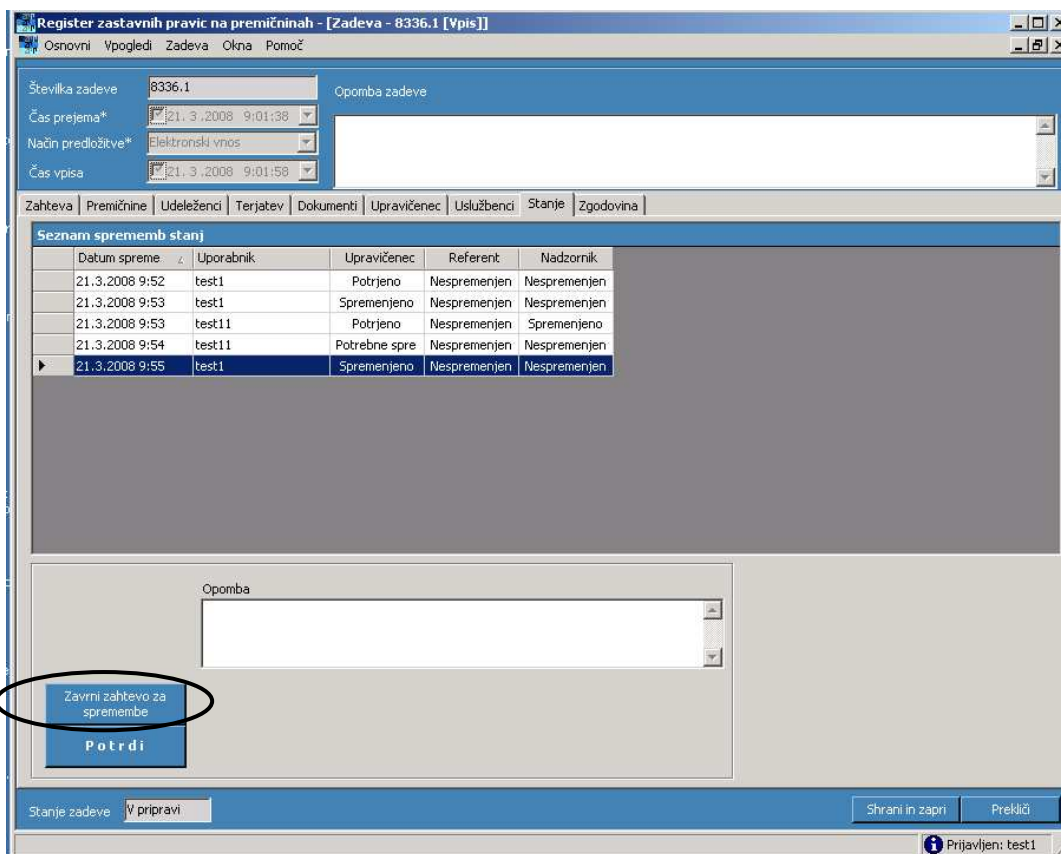 Register zastavnih pravic na premičninah - [Zadeva - 8336.1 [Vpis]]
Osnovni Vpogledi Zadeva Okna Pomoč
Številka zadeve 8336.1 Opomba zadeve
Čas prejema* 21. 3 .2008 9:01:38
Način predložitve* Elektronski vnos
Čas vpisa 21. 3 .2008 9:01:58
Zahteva Premičnine Udeleženci Terjatev Dokumenti Upravičenec Uslužbenci Stanje Zgodovina
Seznam sprememb stanj
Datum spreme Uporabnik Upravičenec Referent Nadzornik
21.3.2008 9:52 test1 Potrjeno Nespremenjen Nespremenjen
21.3.2008 9:53 test1 Spremenjeno Nespremenjen Nespremenjen
21.3.2008 9:53 test11 Potrjeno Nespremenjen Spremenjeno
21.3.2008 9:54 test11 Potrebne spre Nespremenjen Nespremenjen
21.3.2008 9:55 test1 Spremenjeno Nespremenjen Nespremenjen
Opomba
Zavrni zahtevo za
spremembe
Potrdi
Stanje zadeve V pripravi Shrani in zapri Prekliči
Prijavljen: test1